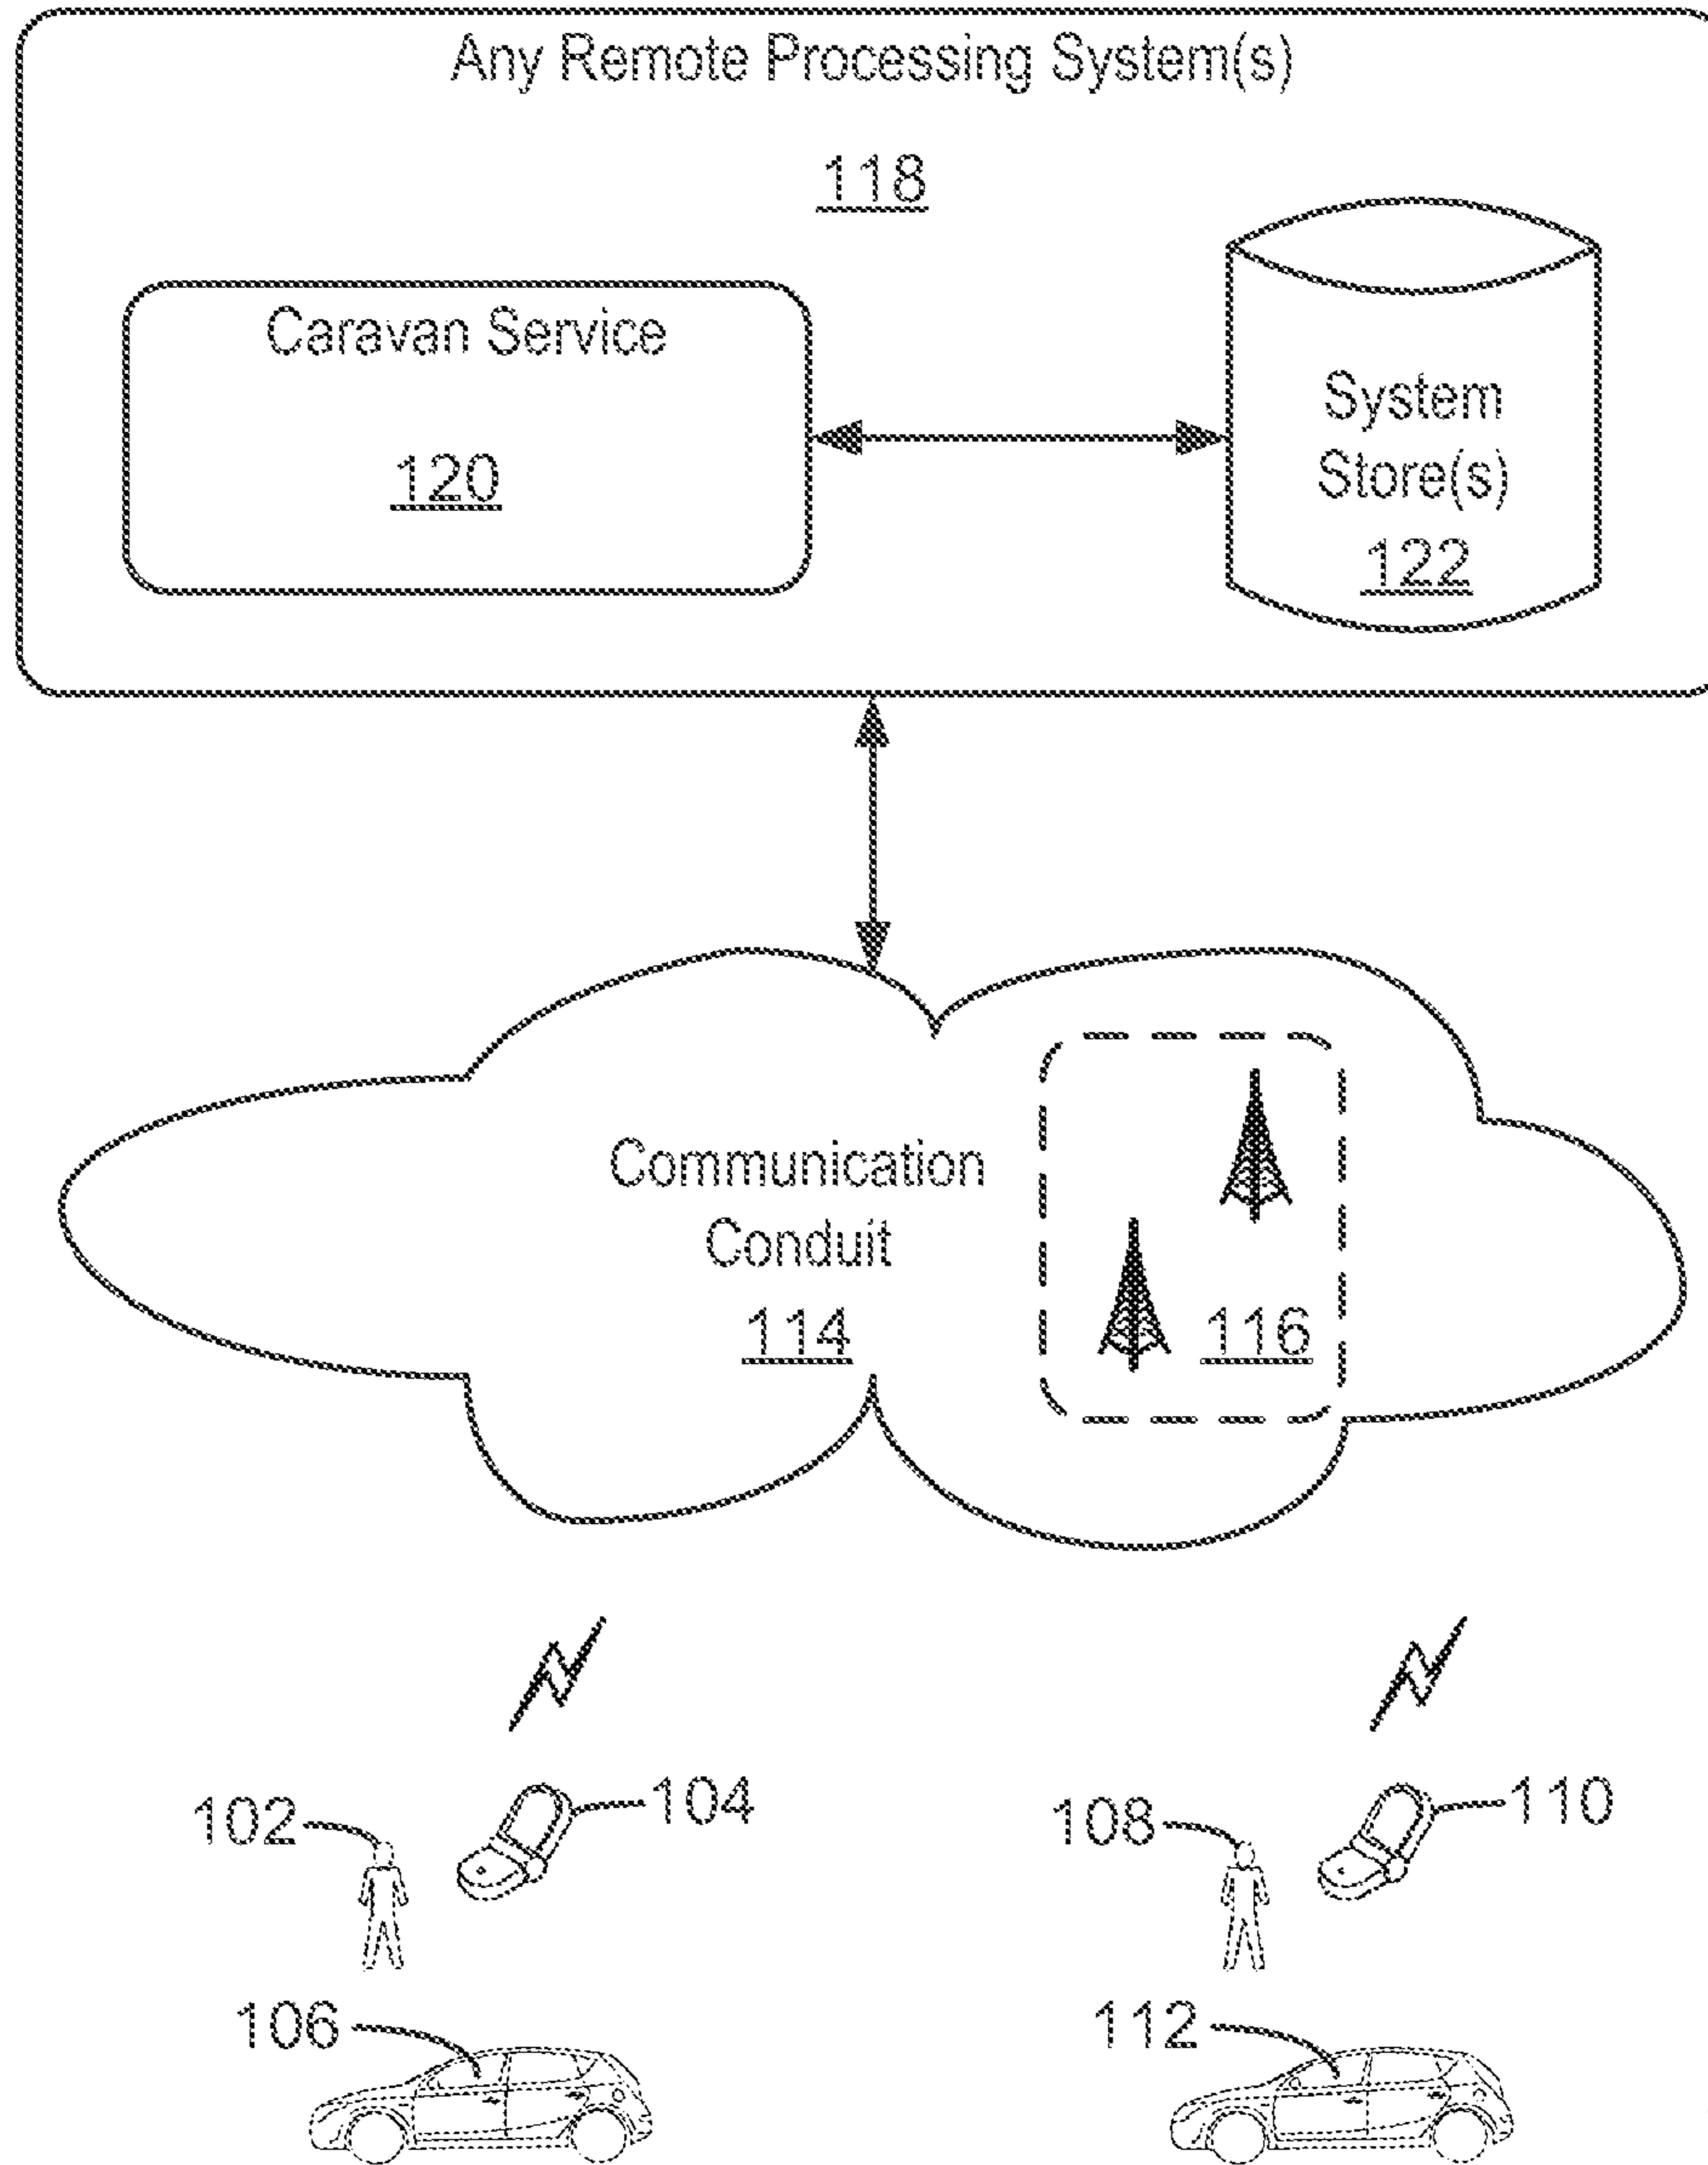 Any Remote Processing System(s)
118
Caravan Service
120
System
Store(s)
122
Communication
Conduit
114
116
102
104
108
110
106
112